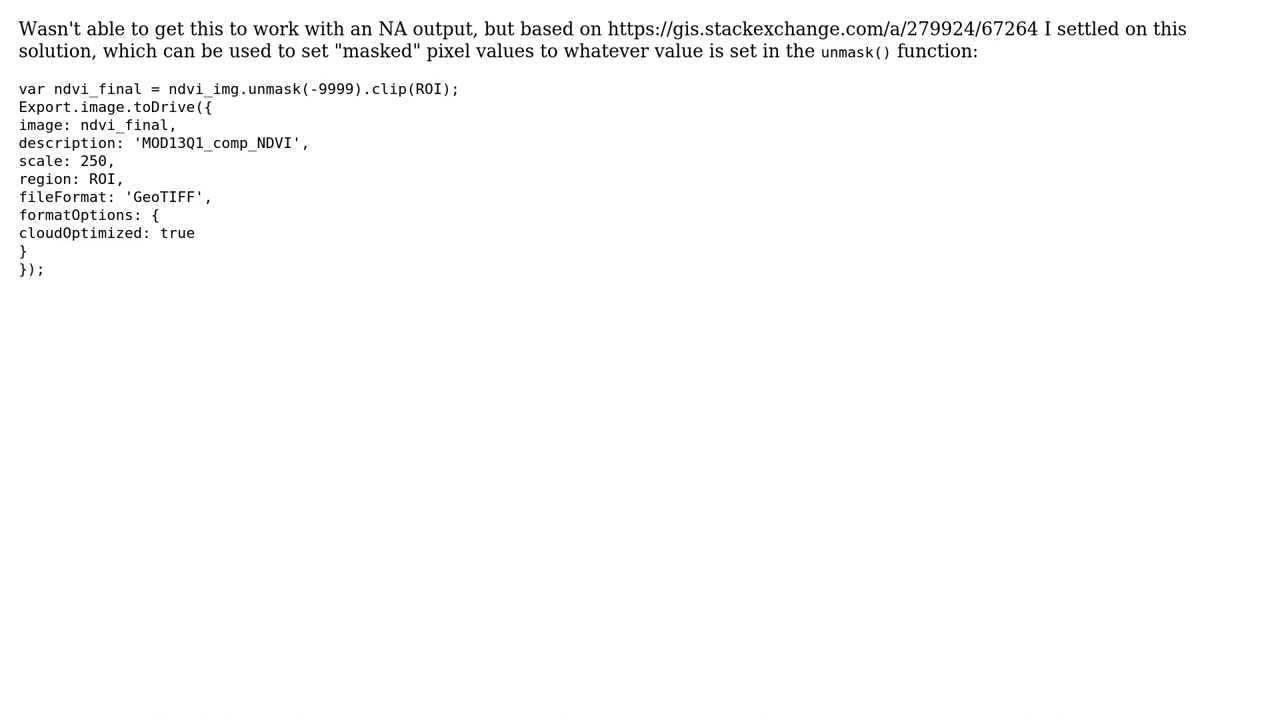 Wasn't able to get this to work with an NA output, but based on https://gis.stackexchange.com/a/279924/67264 I settled on this
solution, which can be used to set "masked" pixel values to whatever value is set in the unmask() function:
var ndvi_final = ndvi_img.unmask(-9999).clip(ROI);
Export.image.toDrive({
image: ndvi_final,
description: 'MOD13Q1_comp_NDVI',
scale: 250,
region: ROI,
fileFormat: 'GeoTIFF',
formatOptions: {
cloudOptimized: true
}
});